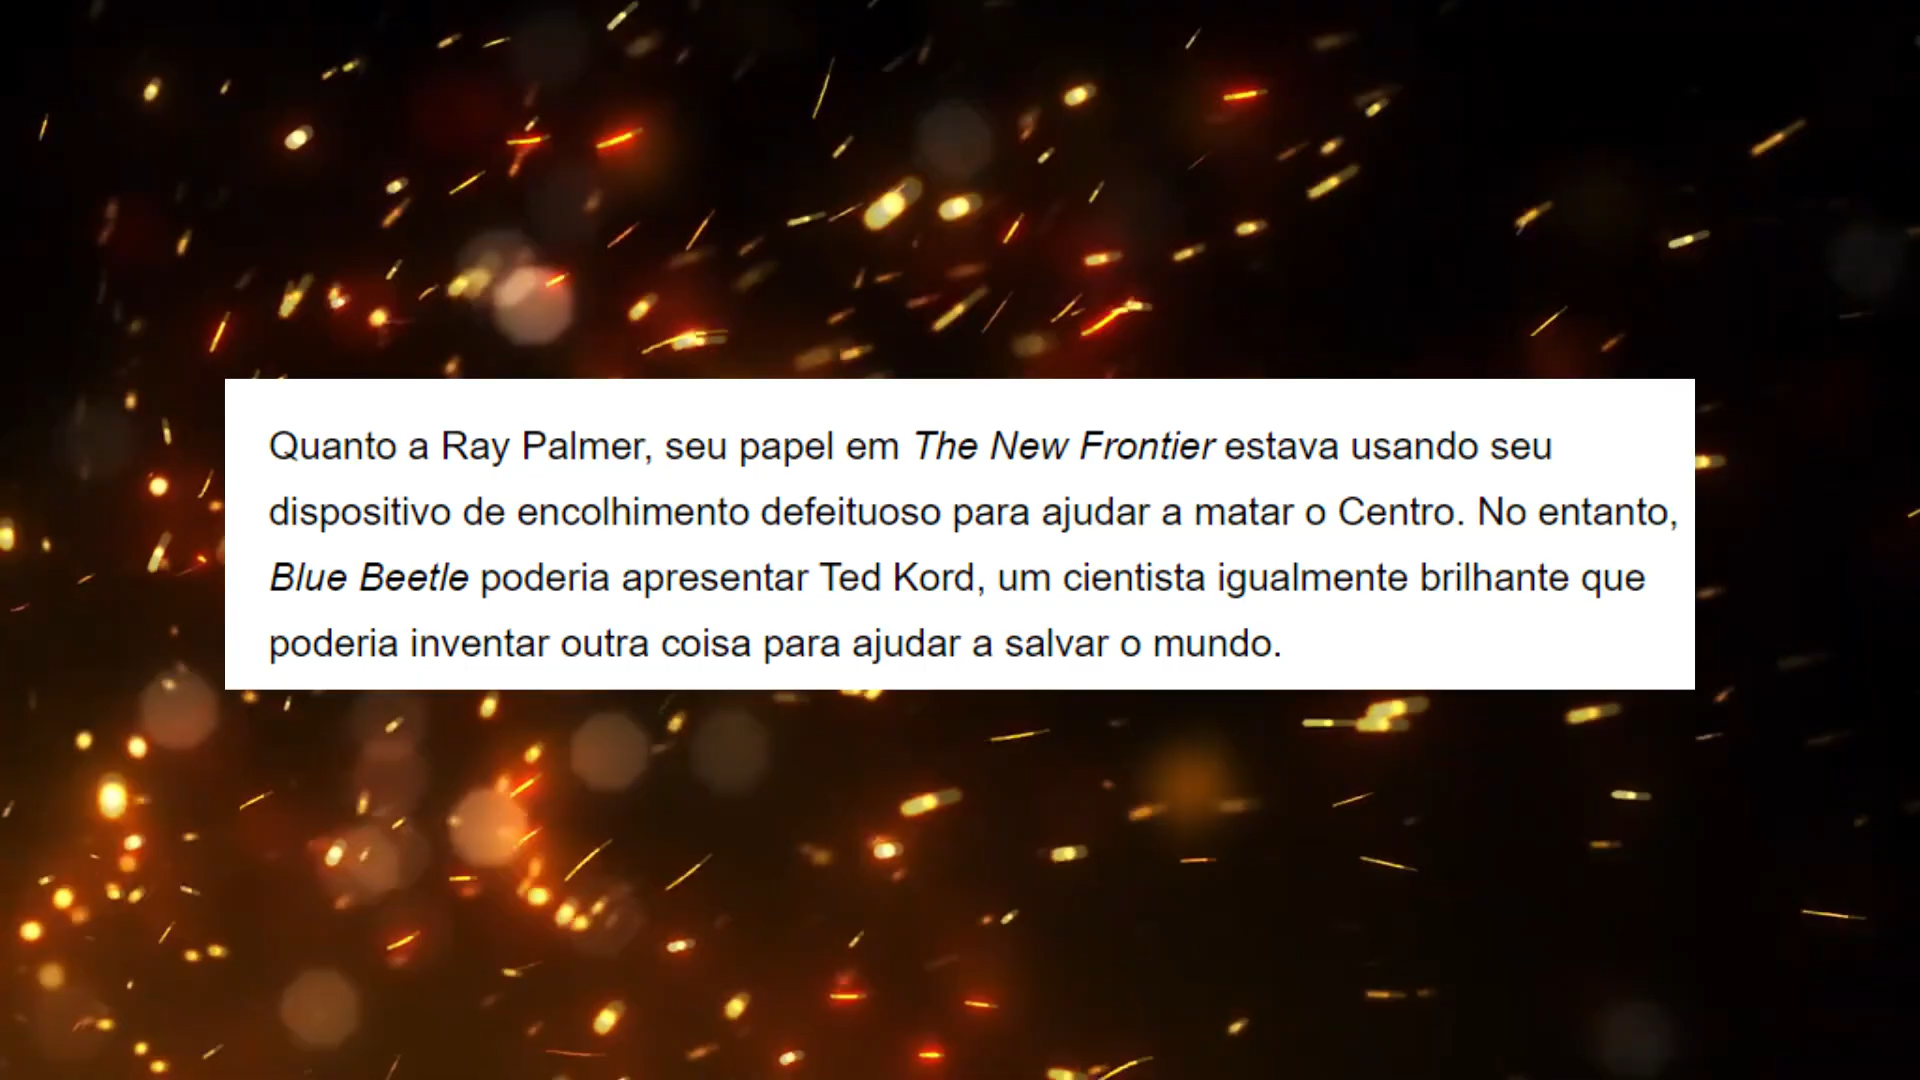 Quanto a Ray Palmer, seu papel em The New Frontier estava usando seu
dispositivo de encolhimento defeituoso para ajudar a matar o Centro. No entanto,
Blue Beetle poderia apresentar Ted Kord, um cientista igualmente brilhante que
poderia inventar outra coisa para ajudar a salvar o mundo.